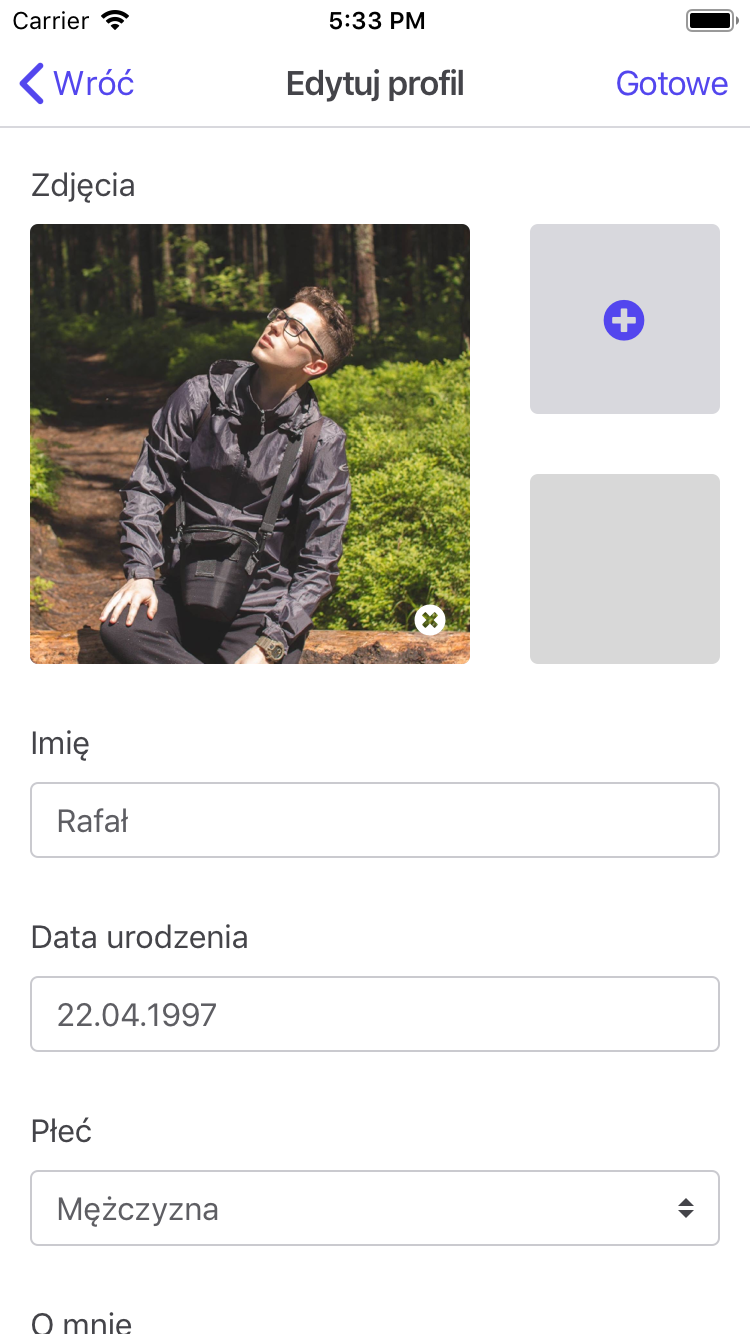 Carrier 5:33 PM
Wróć Edytuj profil Gotowe
Zdjęcia
Imię
Rafał
Data urodzenia
22.04.1997
Płeć
Mężczyzna
O mnie